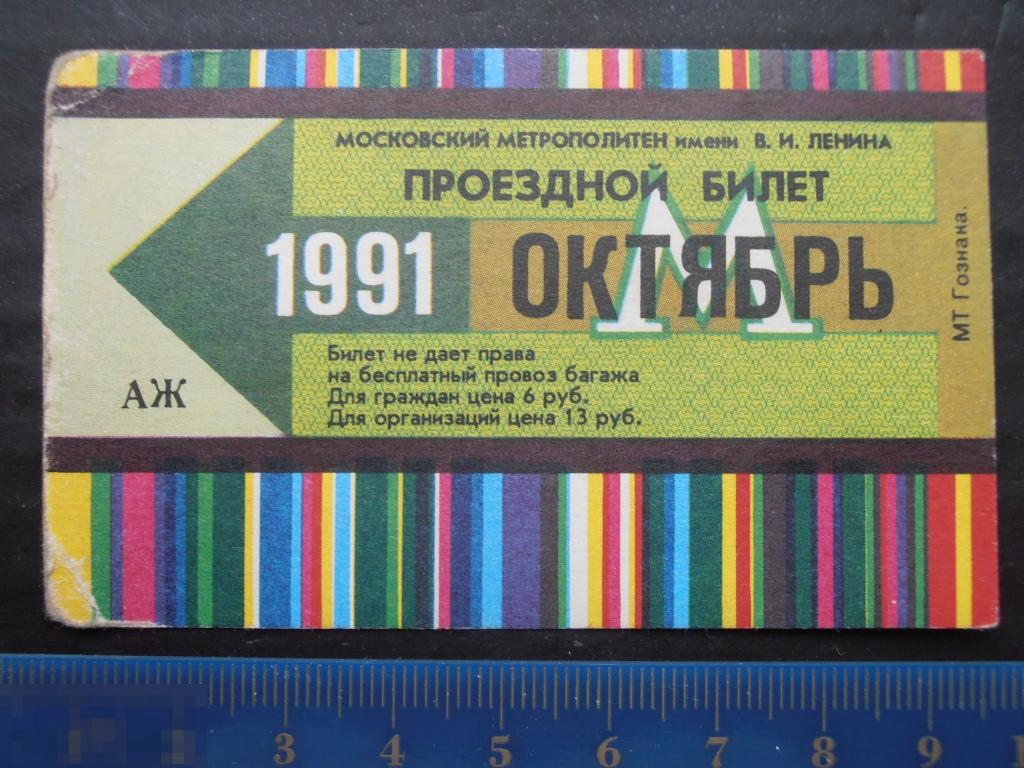 МОСКОВСКИЙ МЕТРОПОЛИТЕН имени В. И. ЛЕНИНА
ПРОЕЗДНОЙ БИЛЕТ
М
1991 ОКТЯБРЬ
Билет не дает права
на бесплатный провоз багажа
Для граждан цена 6 руб.
Для организаций цена 13 руб.
АЖ
МТ Гознака.
3 4 5 6 7 8 9 1